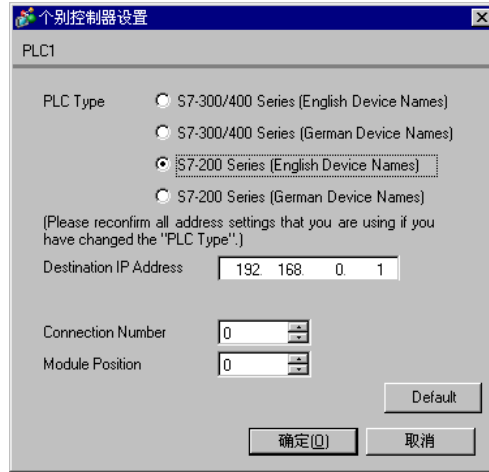 个别控制器设置
PLC1
PLC Type
S7-300/400 Series (English Device Names)
S7-300/400 Series (German Device Names)
S7-200 Series (English Device Names)
S7-200 Series (German Device Names)
(Please reconfirm all address settings that you are using if you
have changed the "PLC Type".)
Destination IP Address 192. 168. 0. 1
Connection Number 0
Module Position 0
Default
确定(O) 取消